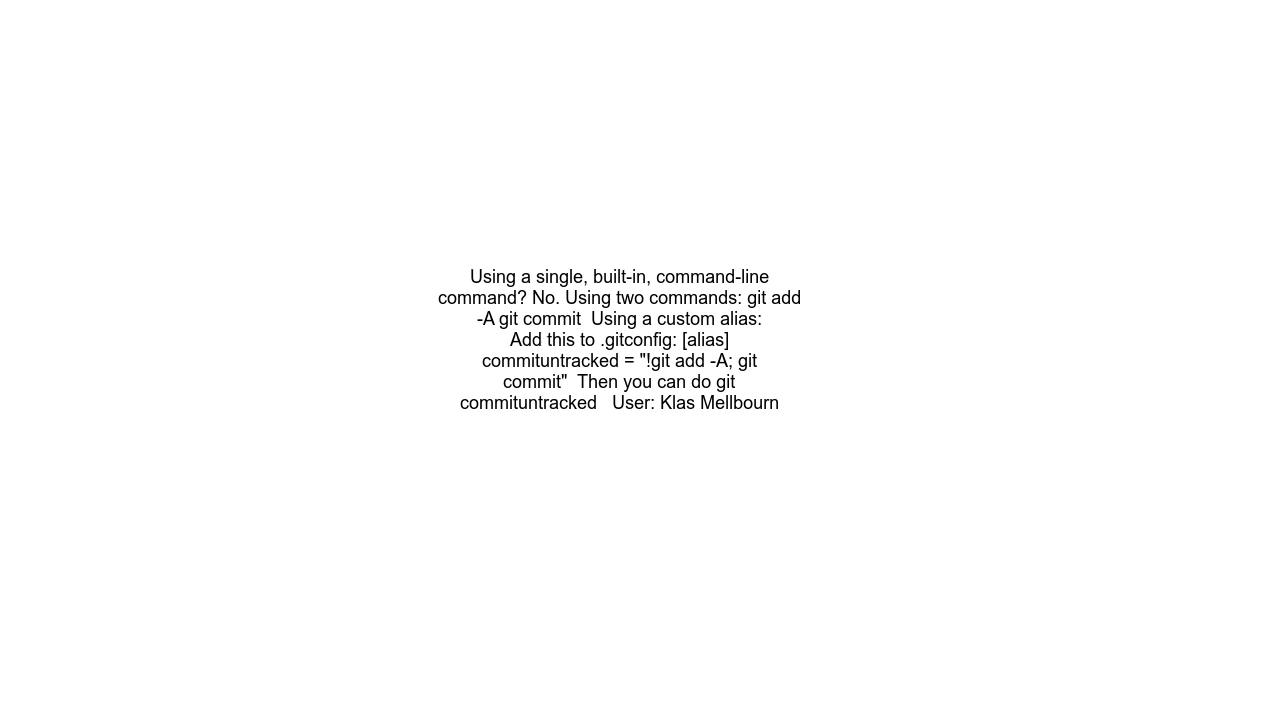 Using a single, built-in, command-line
command? No. Using two commands: git add
-A git commit  Using a custom alias:
Add this to .gitconfig: [alias]
commituntracked = "!git add -A; git
commit"  Then you can do git
commituntracked   User: Klas Mellbourn